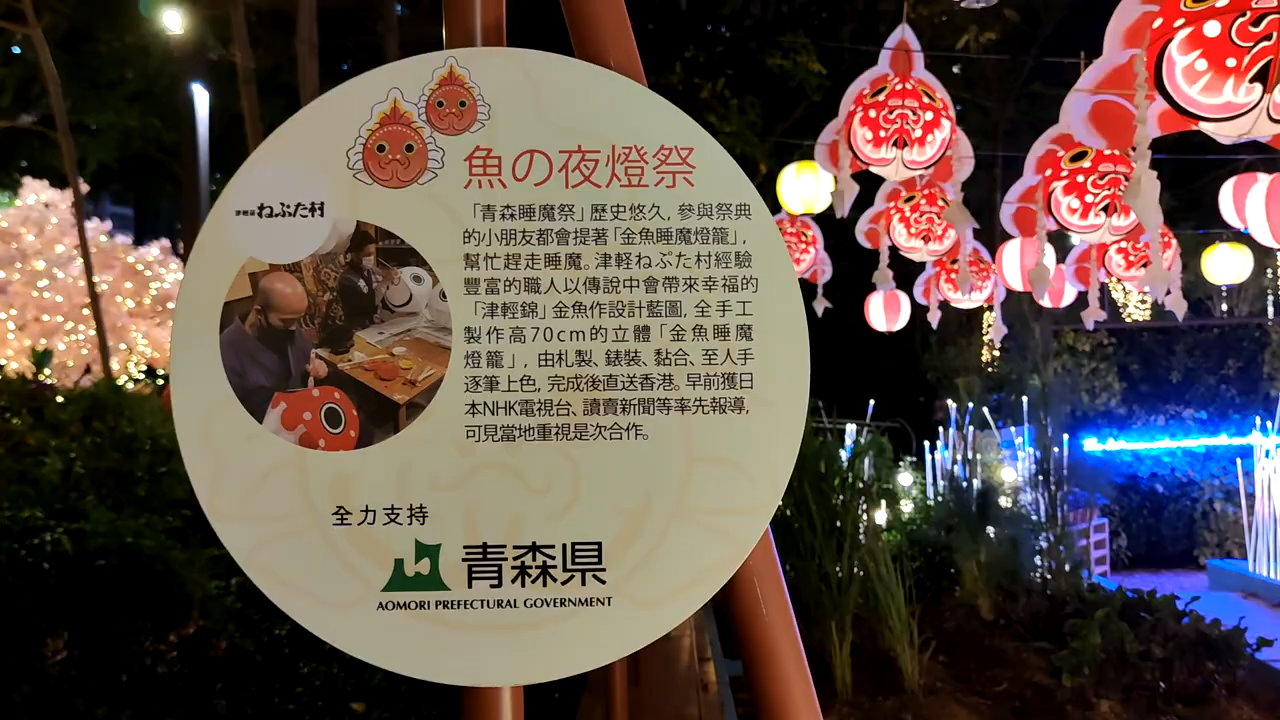 魚の夜燈祭
津軽藩ねぷた村
「青森睡魔祭」歷史悠久, 參與祭典
的小朋友都會提著「金魚睡魔燈籠」,
幫忙趕走睡魔。津軽ねぷた村經驗
豐富的職人以傳說中會帶來幸福的
「津輕錦」金魚作設計藍圖, 全手工
製作高70cm的立體「金魚睡魔
燈籠」, 由札製、錶裝、黏合、至人手
逐筆上色, 完成後直送香港。早前獲日
本NHK電視台、讀賣新聞等率先報導,
可見當地重視是次合作。
全力支持
青森県
AOMORI PREFECTURAL GOVERNMENT